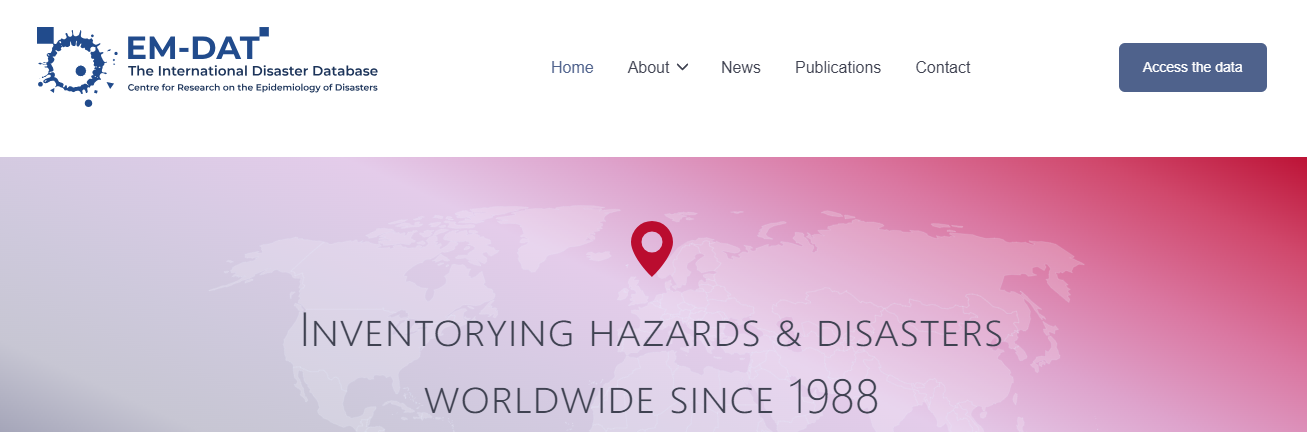 EM-DAT
The International Disaster Database
Centre for Research on the Epidemiology of Disasters
Home About News Publications Contact
Access the data
Inventorying hazards & disasters
worldwide since 1988